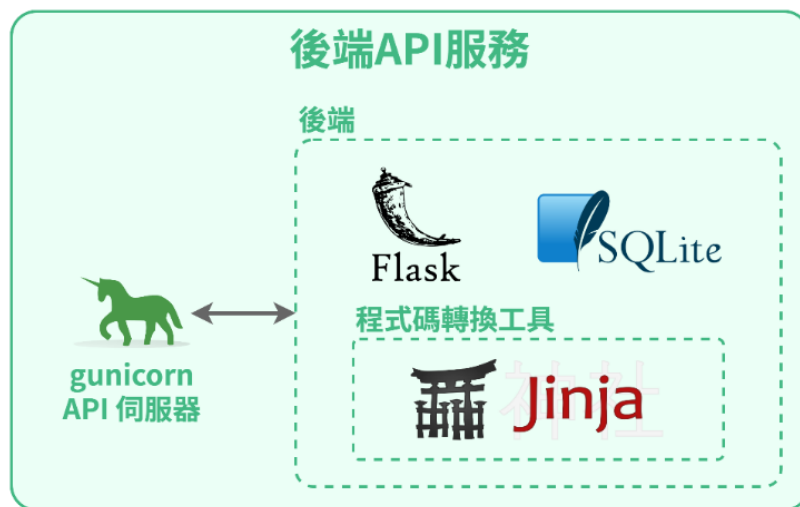 後端API服務
後端
Flask
SQLite
gunicorn
API 伺服器
程式碼轉換工具
神社
Jinja